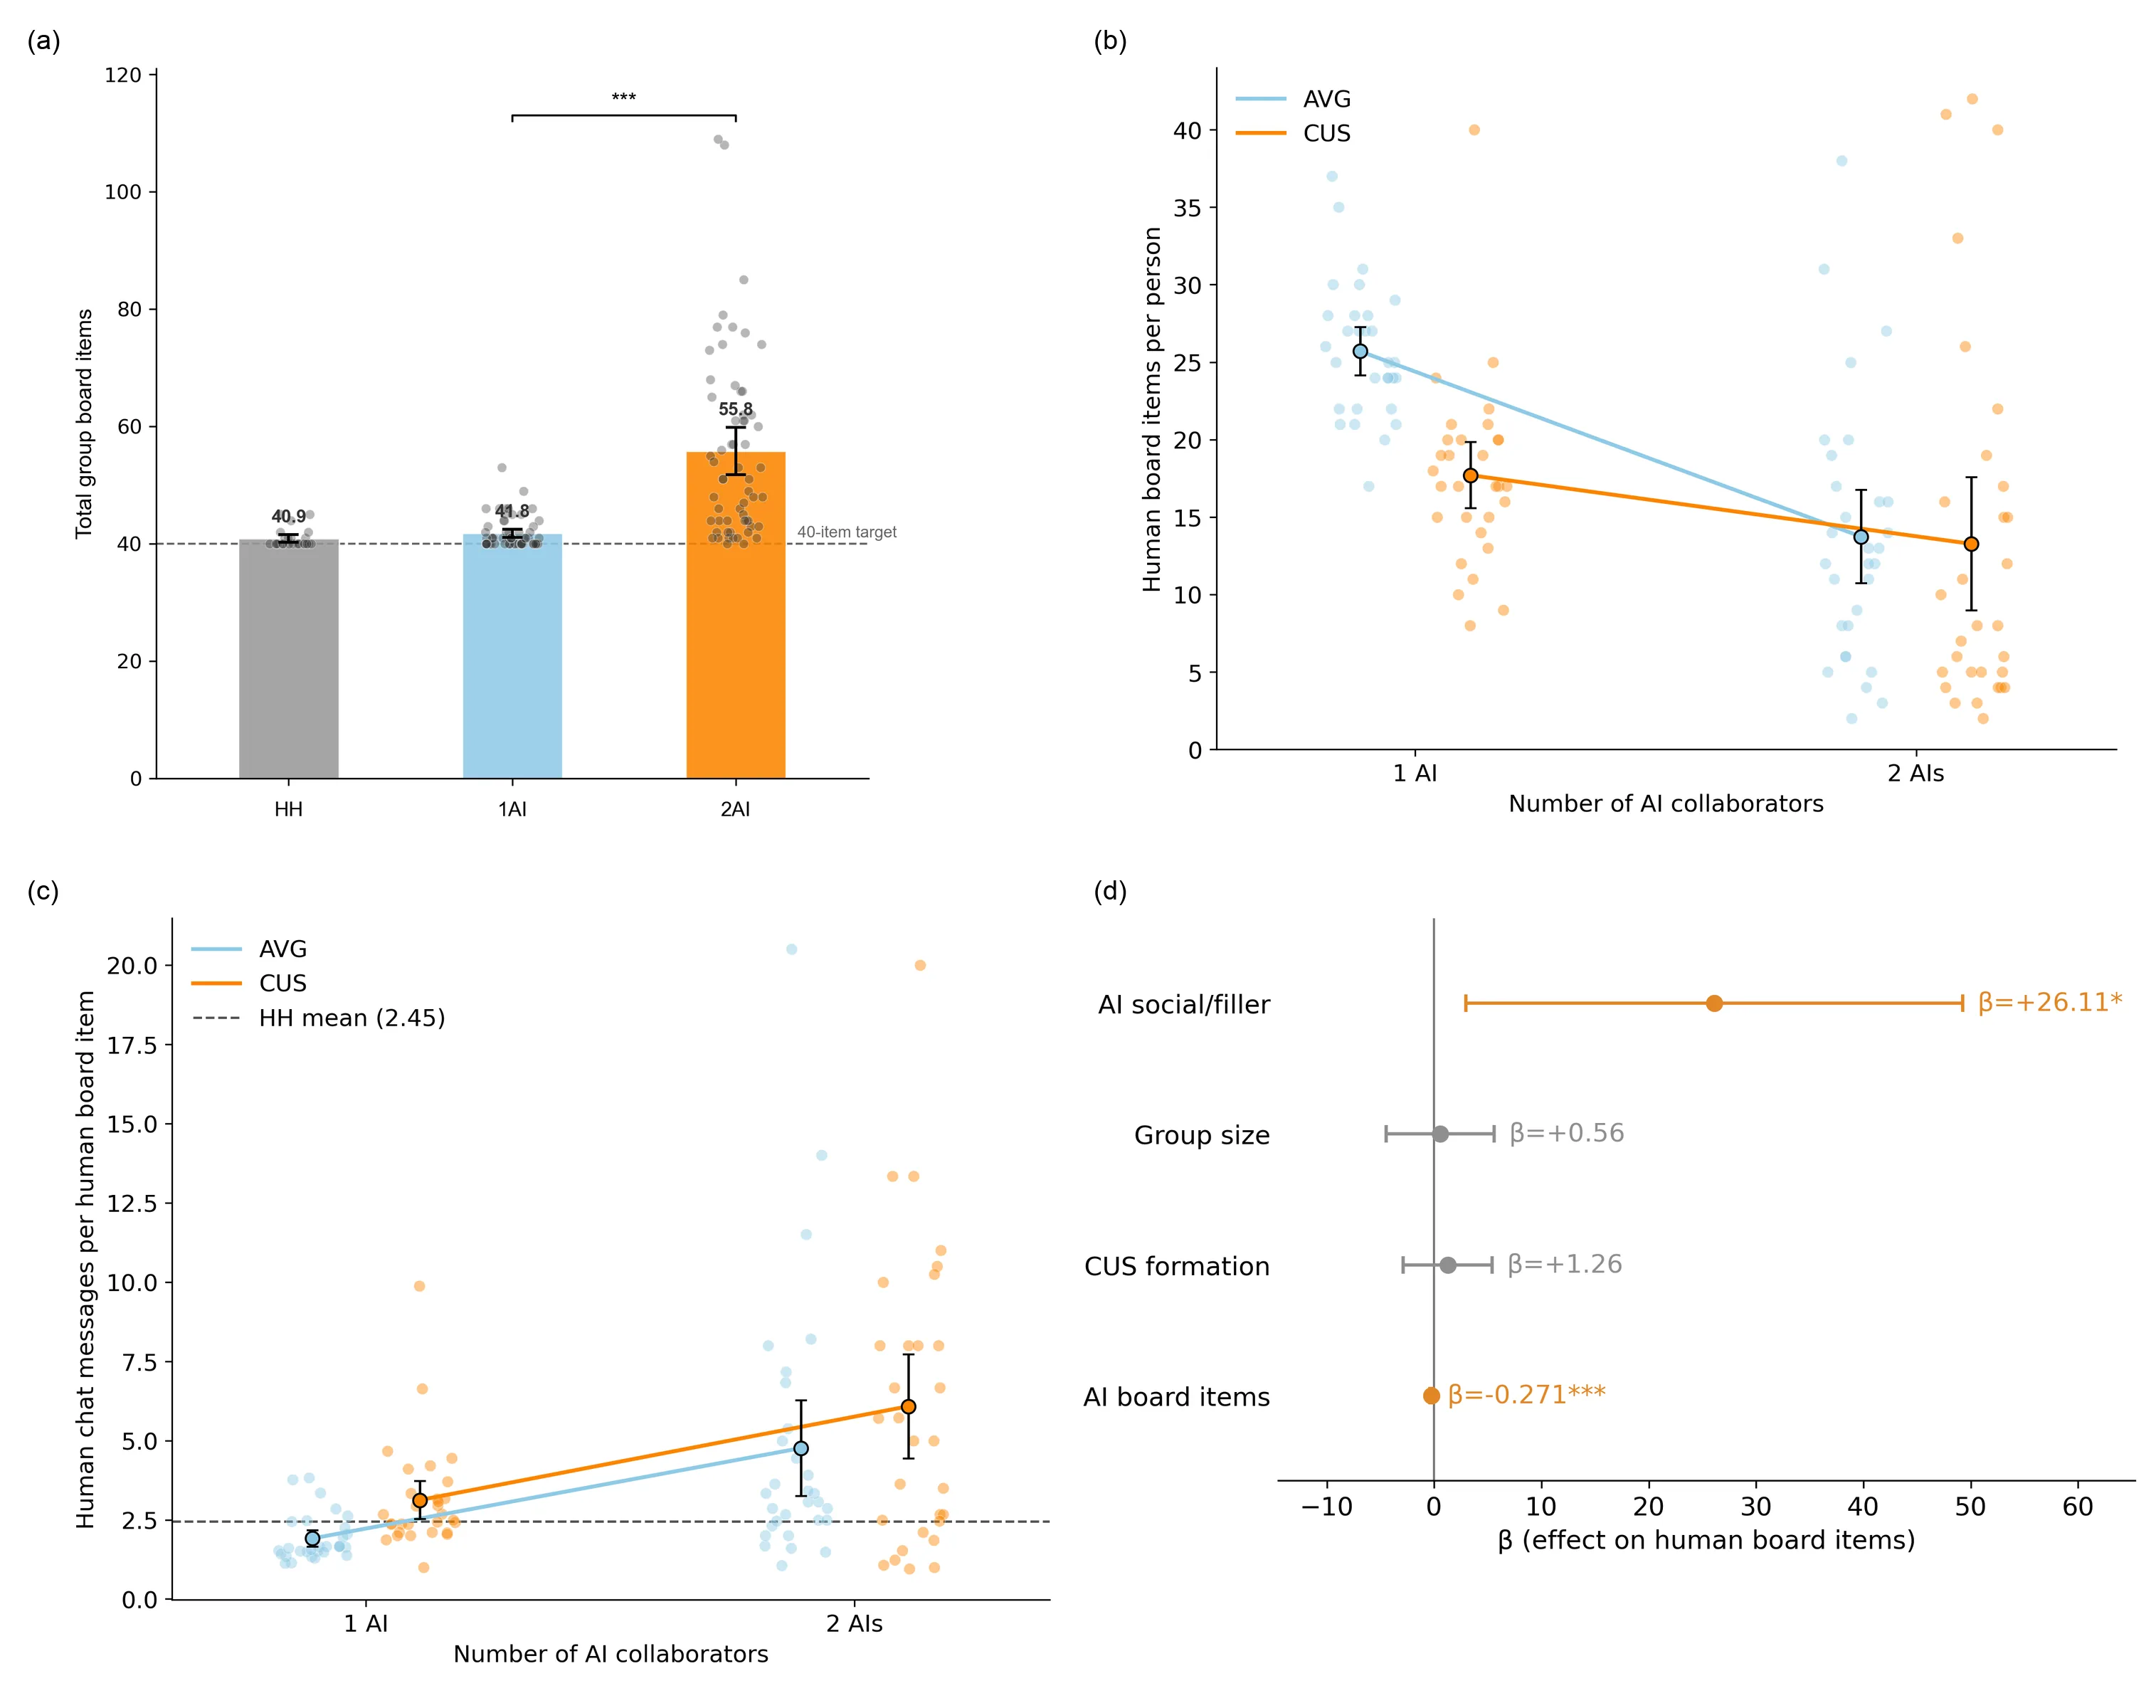 (a)
120
100
80
60
40
20
0
Total group board items
***
40.9
41.8
55.8
40-item target
HH
1AI
2AI
(b)
AVG
CUS
40
35
30
25
20
15
10
5
0
Human board items per person
1 AI
2 AIs
Number of AI collaborators
(c)
AVG
CUS
HH mean (2.45)
20.0
17.5
15.0
12.5
10.0
7.5
5.0
2.5
0.0
Human chat messages per human board item
1 AI
2 AIs
Number of AI collaborators
(d)
AI social/filler
β=+26.11*
Group size
β=+0.56
CUS formation
β=+1.26
AI board items
β=-0.271***
−10
0
10
20
30
40
50
60
β (effect on human board items)